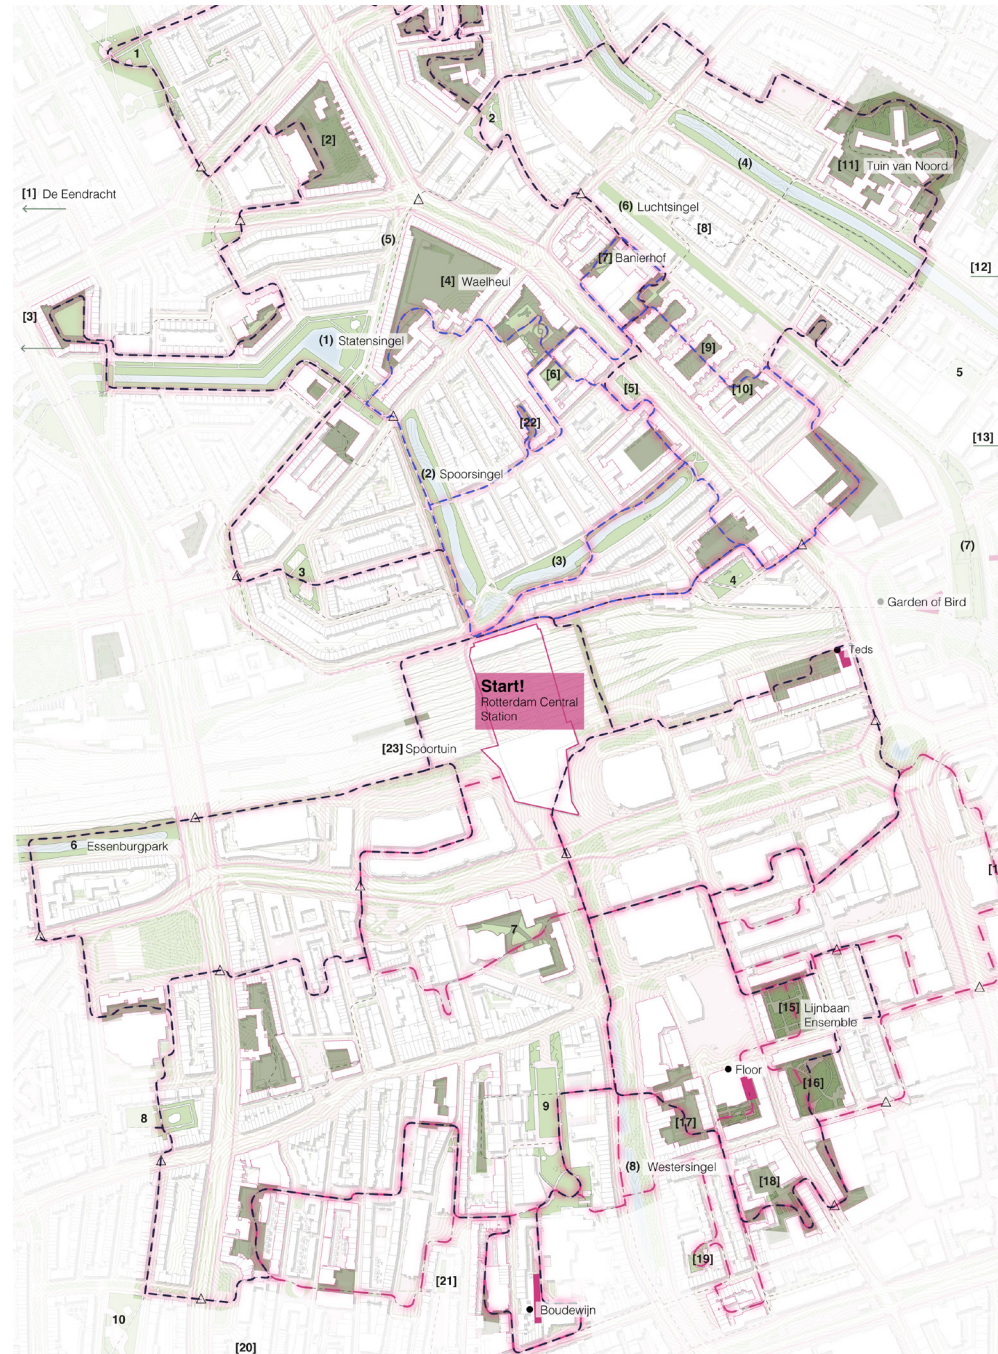 1
2
[2]
(4)
[11] Tuin van Noord
[1] De Eendracht
(6) Luchtsingel
[8]
(5)
[7] Banierhof
[12]
[4] Waelheul
[3]
(1) Statensingel
[9]
[6]
[5]
[10]
5
[22]
[13]
(2) Spoorsingel
(7)
(3)
3
4
Garden of Bird
Teds
Start!
Rotterdam Central
Station
[23] Spoortuin
6 Essenburgpark
7
[15] Lijnbaan
Ensemble
Floor
[16]
9
8
[17]
(8) Westersingel
[18]
[19]
[21]
Boudewijn
10
[20]